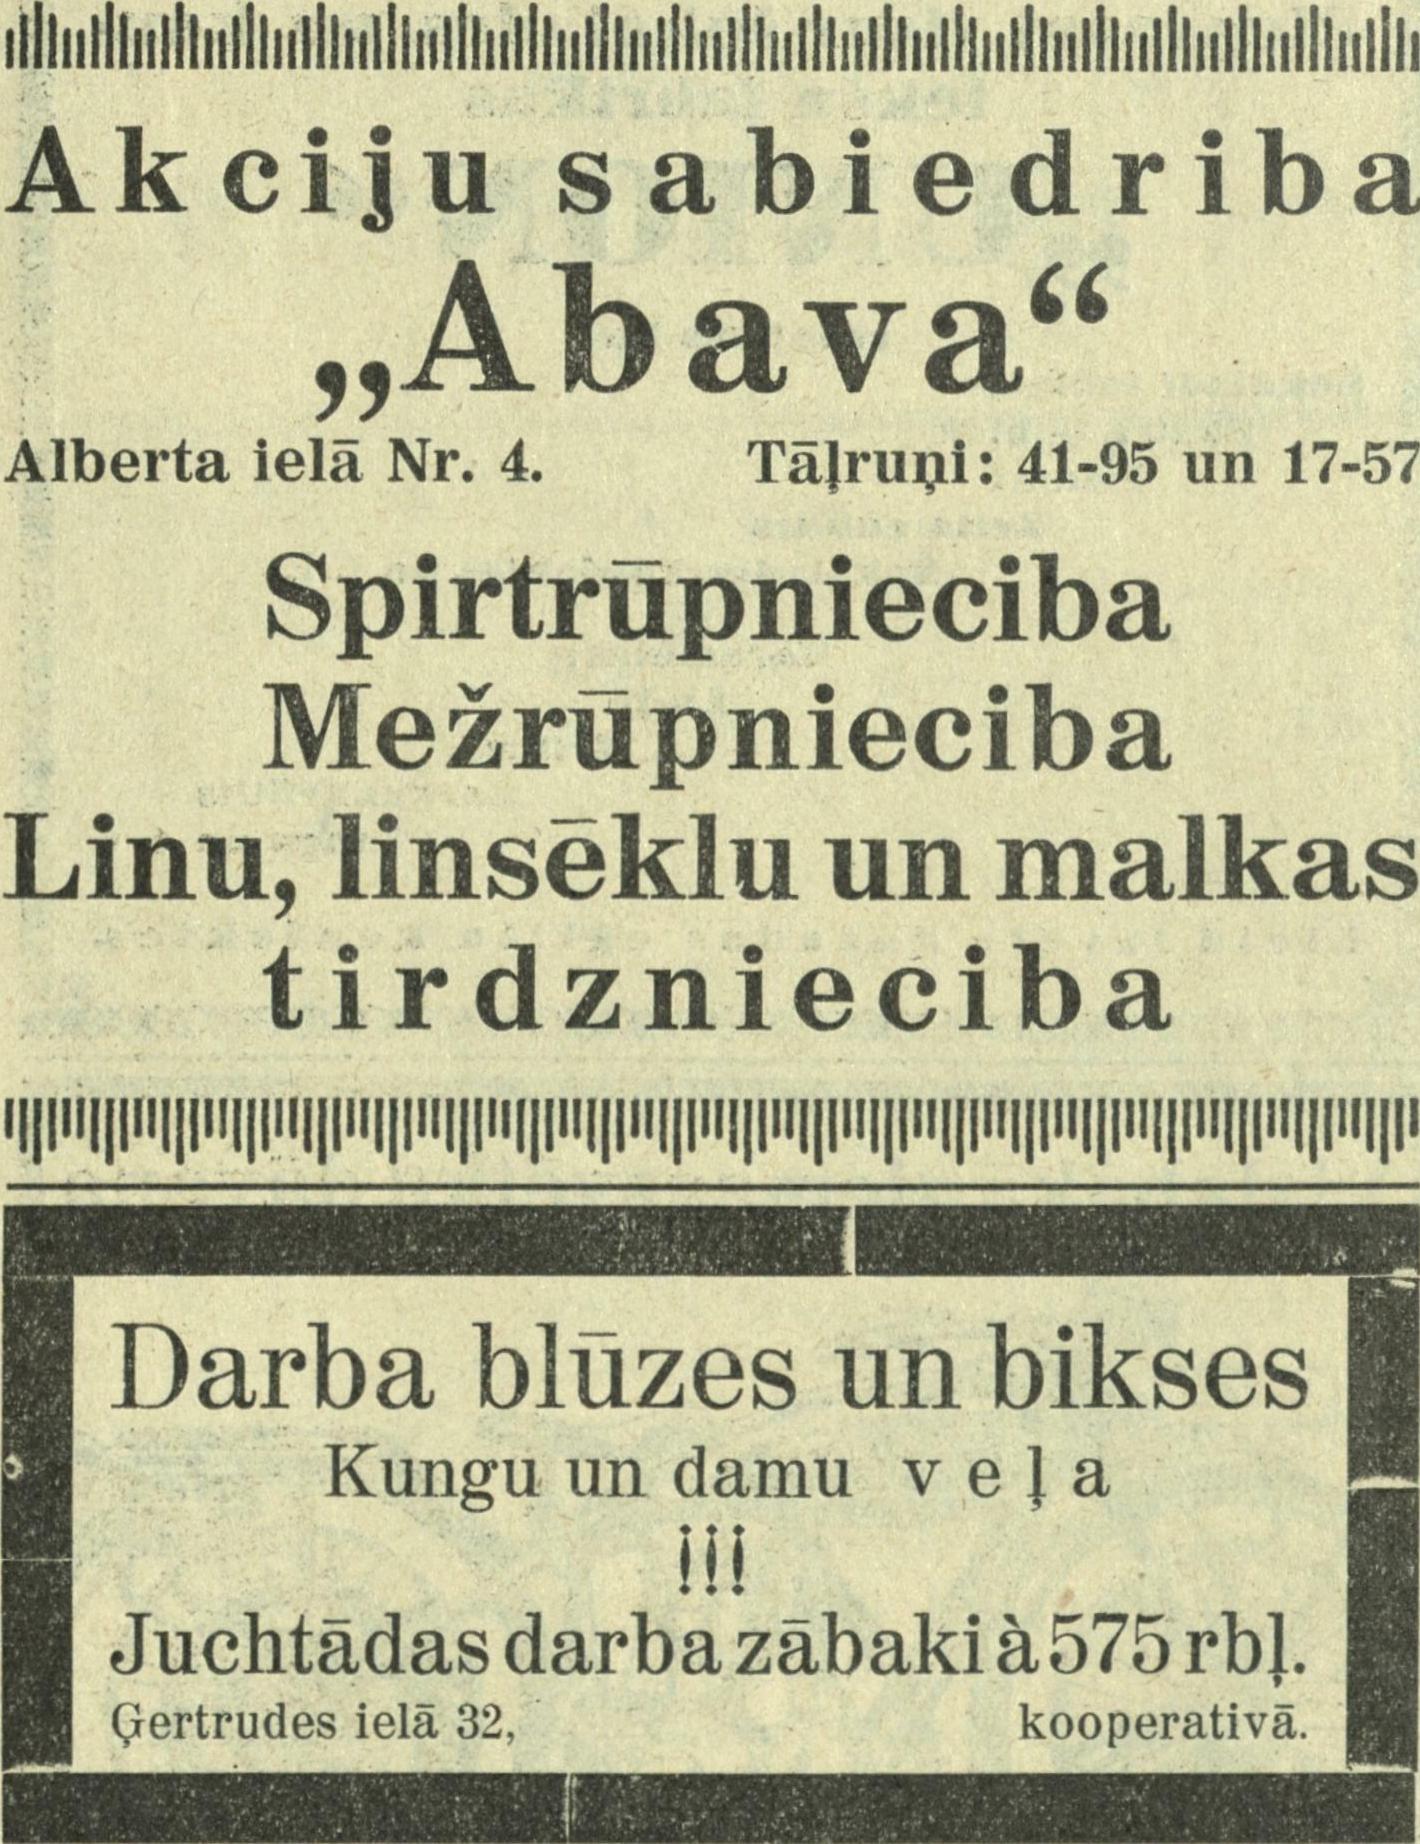 Akciju sabiedriba
„Abava“
Alberta ielā Nr. 4. Tāļruņi: 41-95 un 17-57
Spirtrūpnieciba
Mežrūpnieciba
Linu, linsēklu un malkas
tirdznieciba
Darba blūzes un bikses
Kungu un damu veļa
!!!
Juchtādas darba zābaki à 575 rbļ.
Ģertrudes ielā 32, kooperativā.